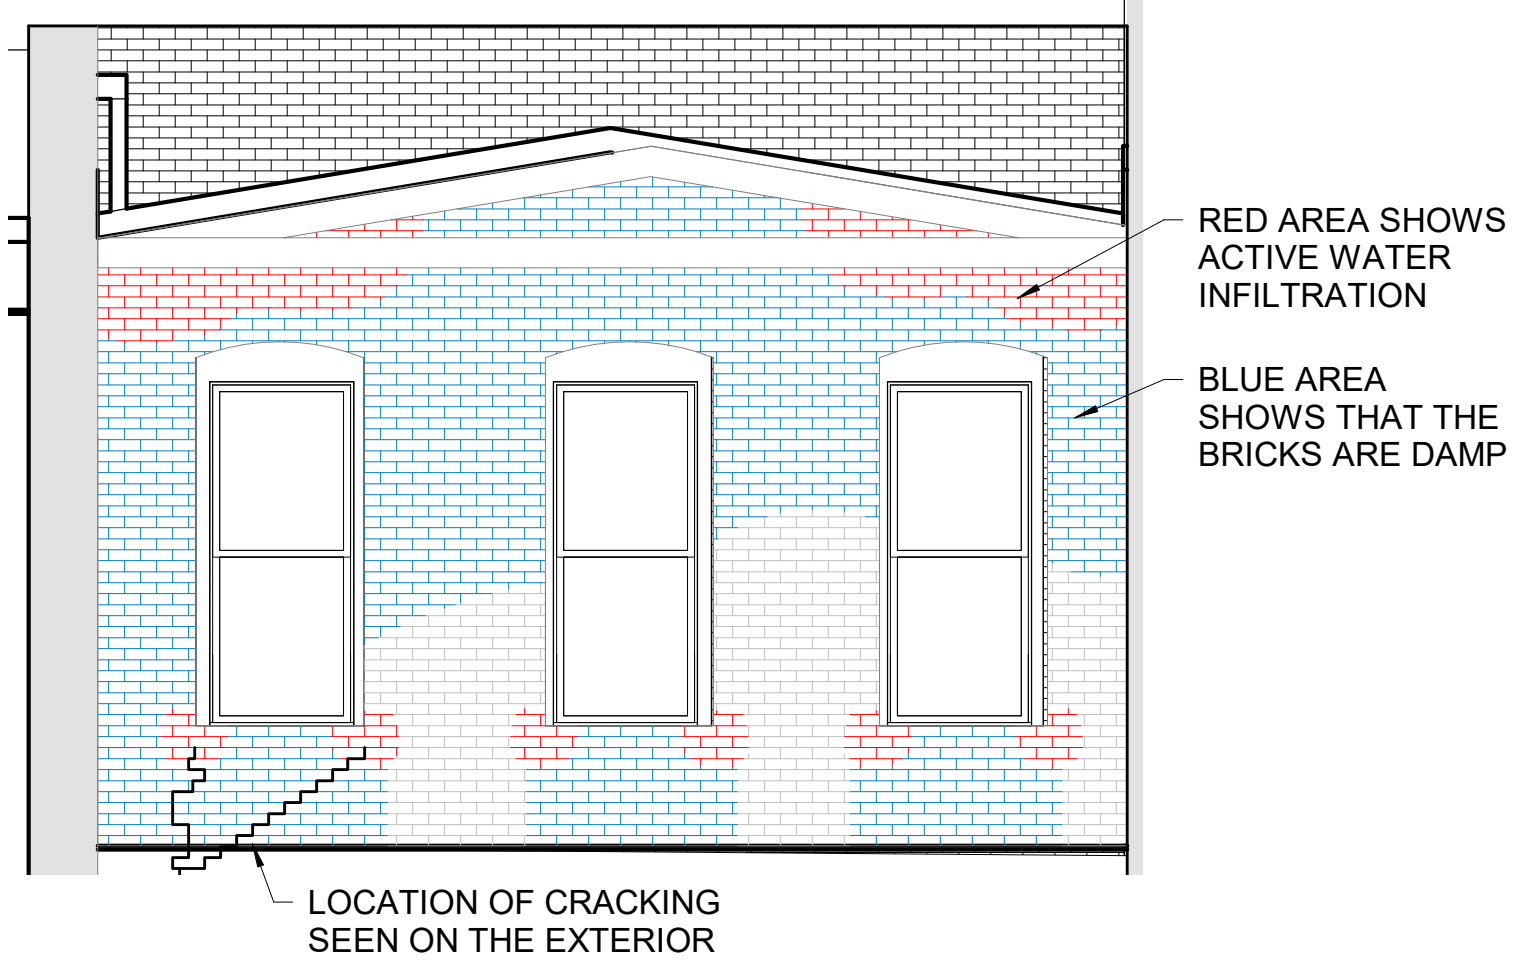 RED AREA SHOWS
ACTIVE WATER
INFILTRATION
BLUE AREA
SHOWS THAT THE
BRICKS ARE DAMP
LOCATION OF CRACKING
SEEN ON THE EXTERIOR